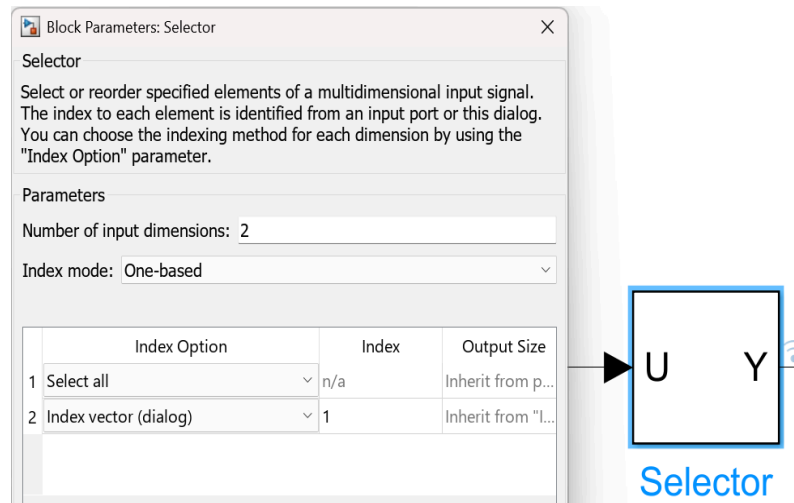 Block Parameters: Selector
Selector
Select or reorder specified elements of a multidimensional input signal.
The index to each element is identified from an input port or this dialog.
You can choose the indexing method for each dimension by using the
"Index Option" parameter.
Parameters
Number of input dimensions: 2
Index mode: One-based
Index Option Index Output Size
1 Select all n/a Inherit from p...
2 Index vector (dialog) 1 Inherit from "I...
U Y
Selector